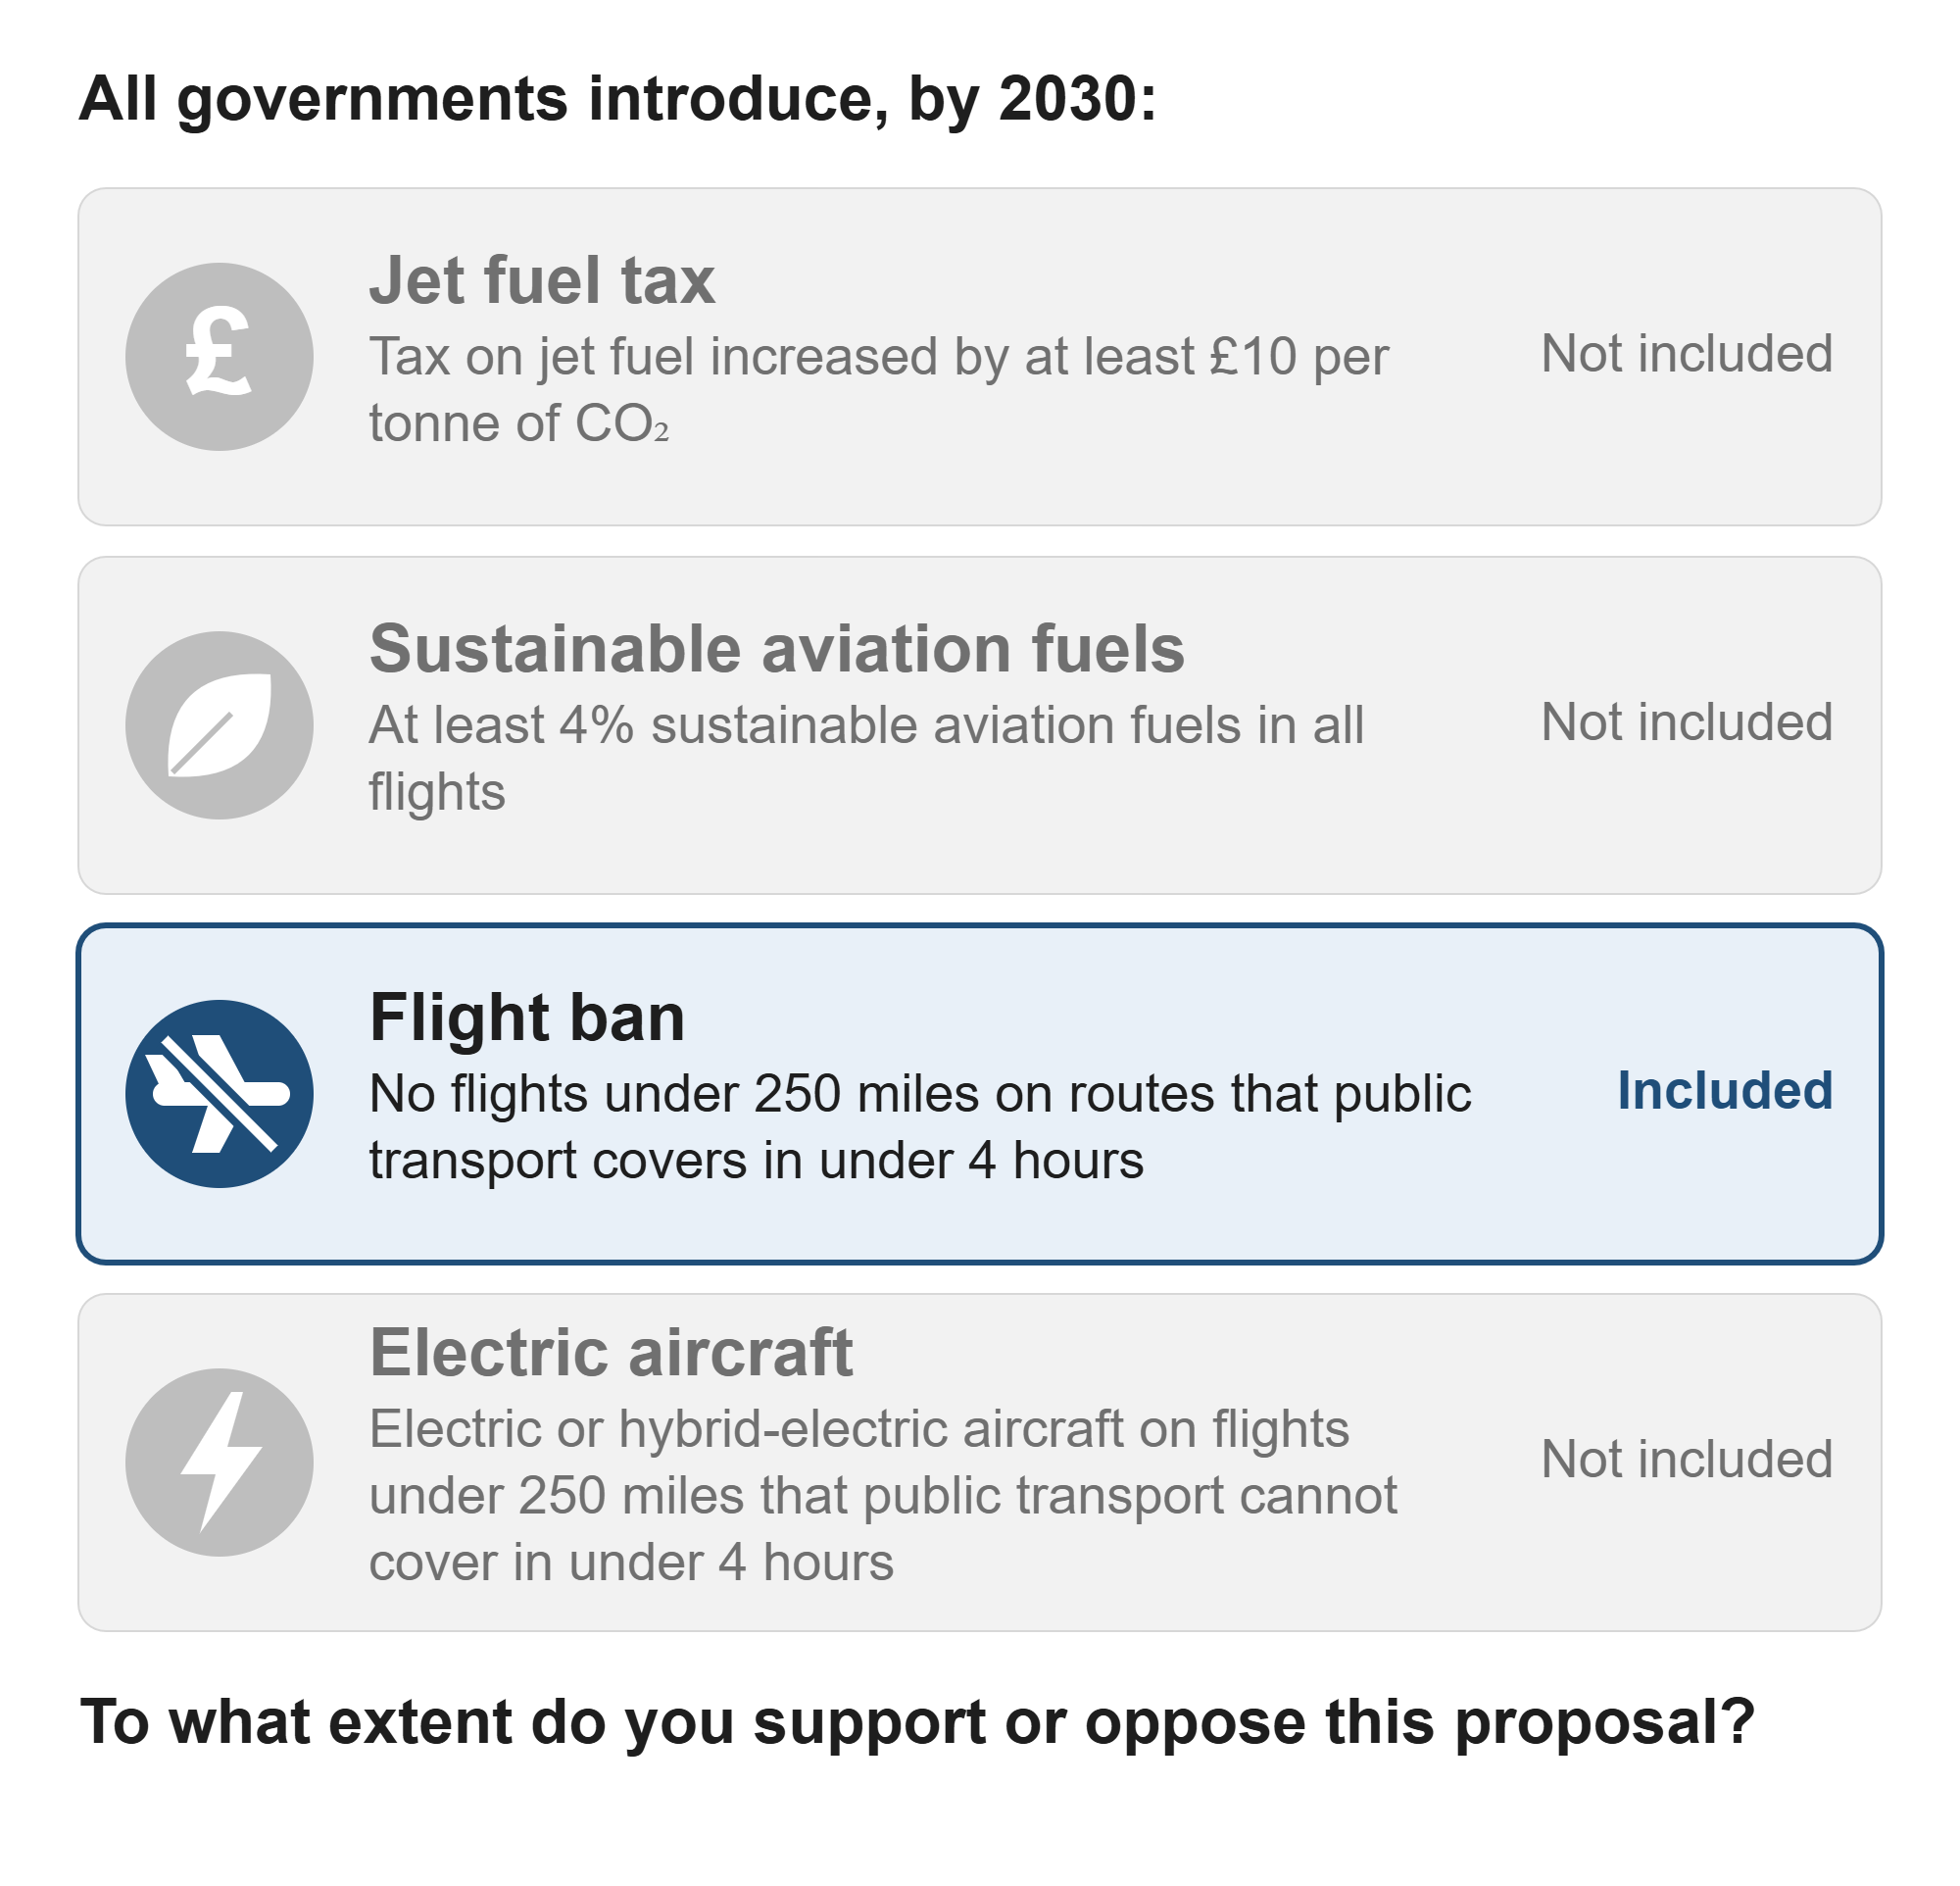 All governments introduce, by 2030:
£
Jet fuel tax
Tax on jet fuel increased by at least £10 per
tonne of CO₂
Not included
Sustainable aviation fuels
At least 4% sustainable aviation fuels in all
flights
Not included
Flight ban
No flights under 250 miles on routes that public
transport covers in under 4 hours
Included
Electric aircraft
Electric or hybrid-electric aircraft on flights
under 250 miles that public transport cannot
cover in under 4 hours
Not included
To what extent do you support or oppose this proposal?